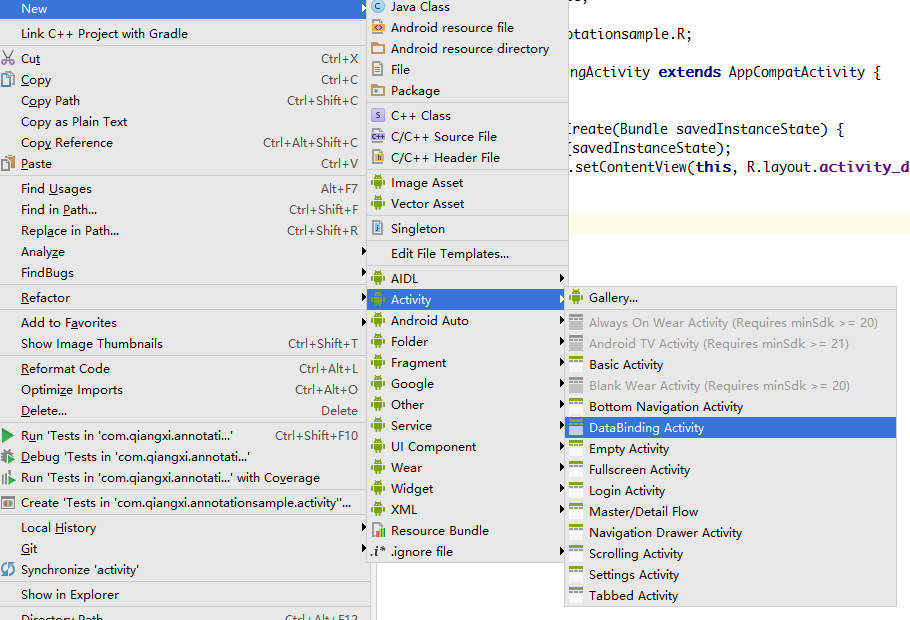 New
Link C++ Project with Gradle
Cut Ctrl+X
Copy Ctrl+C
Copy Path Ctrl+Shift+C
Copy as Plain Text
Copy Reference Ctrl+Alt+Shift+C
Paste Ctrl+V
Find Usages Alt+F7
Find in Path... Ctrl+Shift+F
Replace in Path... Ctrl+Shift+R
Analyze
FindBugs
Refactor
Add to Favorites
Show Image Thumbnails Ctrl+Shift+T
Reformat Code Ctrl+Alt+L
Optimize Imports Ctrl+Alt+O
Delete... Delete
Run 'Tests in 'com.qiangxi.annotati...' Ctrl+Shift+F10
Debug 'Tests in 'com.qiangxi.annotati...'
Run 'Tests in 'com.qiangxi.annotati...' with Coverage
Create 'Tests in 'com.qiangxi.annotationsample.activity''...
Local History
Git
Synchronize 'activity'
Show in Explorer
Directory Path Ctrl+Alt+F12
Java Class
Android resource file
Android resource directory
File
Package
C++ Class
C/C++ Source File
C/C++ Header File
Image Asset
Vector Asset
Singleton
Edit File Templates...
AIDL
Activity
Android Auto
Folder
Fragment
Google
Other
Service
UI Component
Wear
Widget
XML
Resource Bundle
.ignore file
Gallery...
Always On Wear Activity (Requires minSdk >= 20)
Android TV Activity (Requires minSdk >= 21)
Basic Activity
Blank Wear Activity (Requires minSdk >= 20)
Bottom Navigation Activity
DataBinding Activity
Empty Activity
Fullscreen Activity
Login Activity
Master/Detail Flow
Navigation Drawer Activity
Scrolling Activity
Settings Activity
Tabbed Activity
otationsample.R;
ngActivity extends AppCompatActivity {
Create(Bundle savedInstanceState) {
(savedInstanceState);
.setContentView(this, R.layout.activity_d